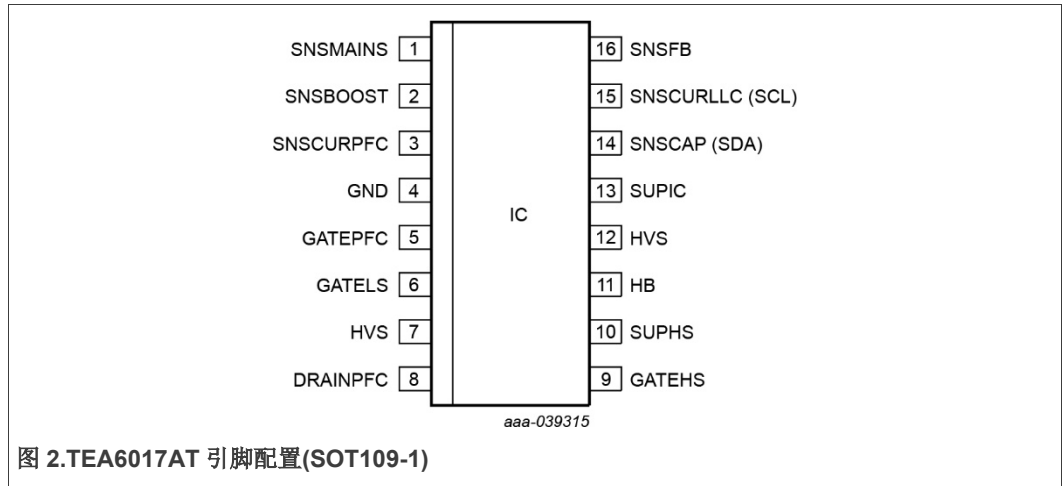 SNSMAINS 1 16 SNSFB
SNSBOOST 2 15 SNSCURLLC (SCL)
SNSCURPFC 3 14 SNSCAP (SDA)
GND 4 13 SUPIC
IC
GATEPFC 5 12 HVS
GATELS 6 11 HB
HVS 7 10 SUPHS
DRAINPFC 8 9 GATEHS
aaa-039315
图 2.TEA6017AT 引脚配置(SOT109-1)